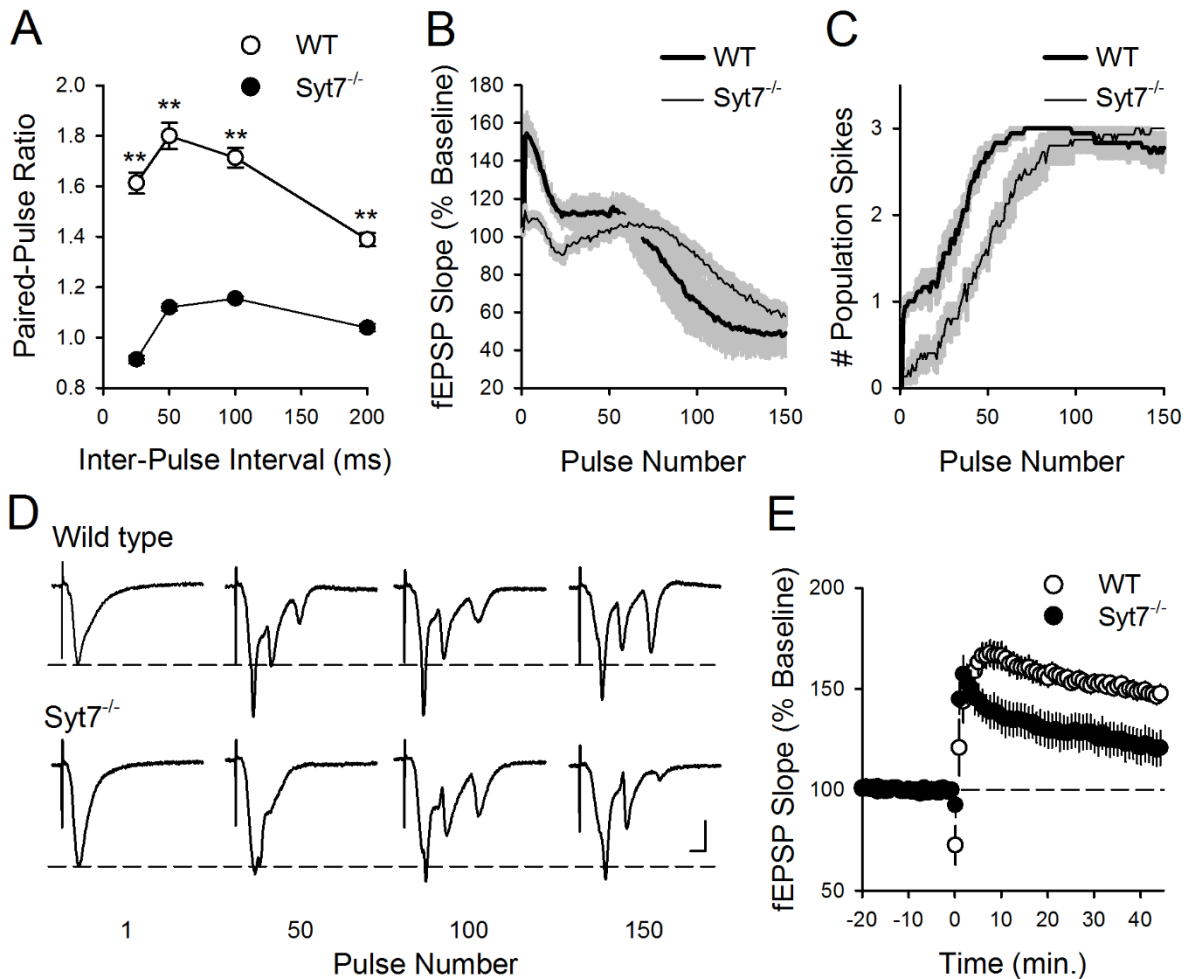 A
WT
Syt7-/-
Paired-Pulse Ratio
2.0
1.8
1.6
1.4
1.2
1.0
0.8
**
**
**
**
0 50 100 150 200
Inter-Pulse Interval (ms)
B
WT
Syt7-/-
fEPSP Slope (% Baseline)
180
160
140
120
100
80
60
40
20
0 50 100 150
Pulse Number
C
WT
Syt7-/-
# Population Spikes
3
2
1
0
0 50 100 150
Pulse Number
D
Wild type
Syt7-/-
1 50 100 150
Pulse Number
E
WT
Syt7-/-
fEPSP Slope (% Baseline)
200
150
100
50
-20 -10 0 10 20 30 40
Time (min.)